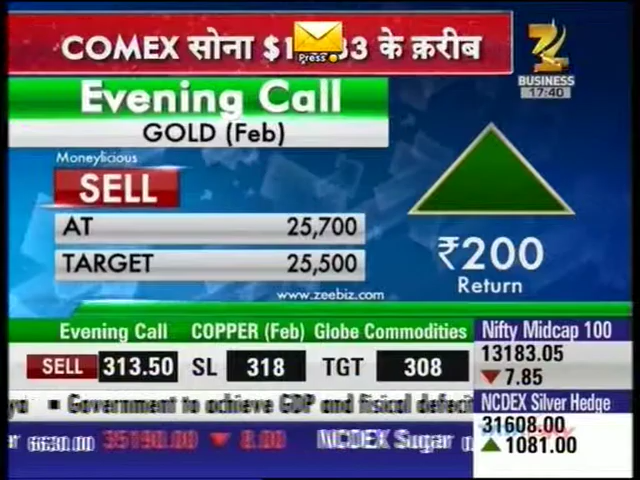 COMEX सोना $1 33 के क़रीब
Press
BUSINESS
17:40
Evening Call
GOLD (Feb)
Moneylicious
SELL
AT 25,700
TARGET 25,500
₹200
Return
www.zeebiz.com
Evening Call COPPER (Feb) Globe Commodities
SELL 313.50 SL 318 TGT 308
Nifty Midcap 100
13183.05
▼ 7.85
▪ Government to achieve GDP and fisical defecit
NCDEX Silver Hedge
31608.00
▲ 1081.00
35190.00 ▼ 8.00 NCDEX Sugar